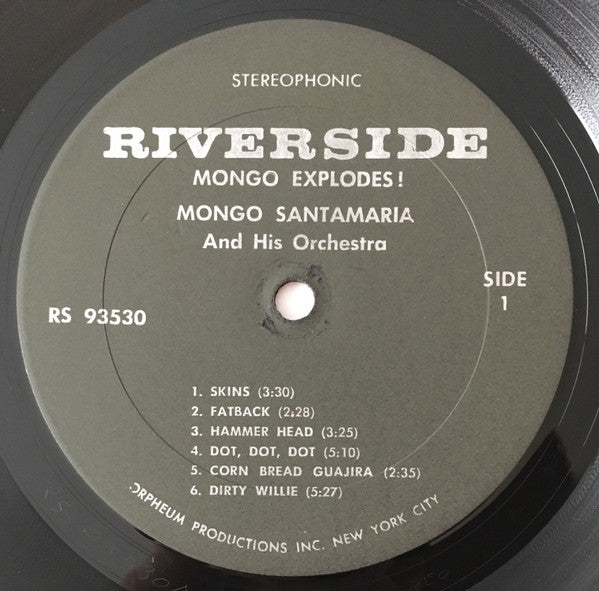 STEREOPHONIC
RIVERSIDE
MONGO EXPLODES!
MONGO SANTAMARIA
And His Orchestra
RS 93530
SIDE
1
1. SKINS (3:30)
2. FATBACK (2:28)
3. HAMMER HEAD (3:25)
4. DOT, DOT, DOT (5:10)
5. CORN BREAD GUAJIRA (2:35)
6. DIRTY WILLIE (5:27)
ORPHEUM PRODUCTIONS INC. NEW YORK CITY